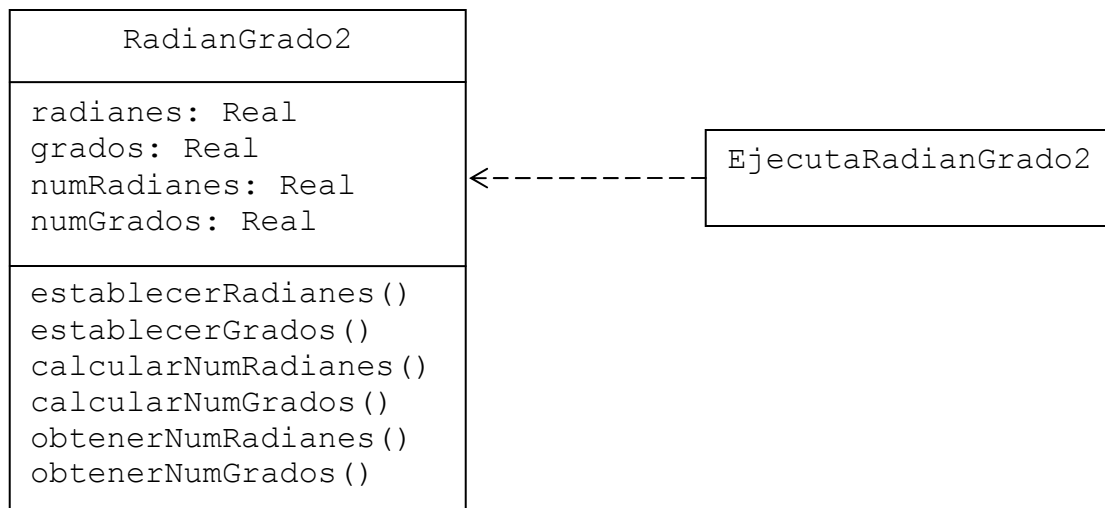 RadianGrado2
radianes: Real
grados: Real
numRadianes: Real
numGrados: Real
EjecutaRadianGrado2
establecerRadianes()
establecerGrados()
calcularNumRadianes()
calcularNumGrados()
obtenerNumRadianes()
obtenerNumGrados()